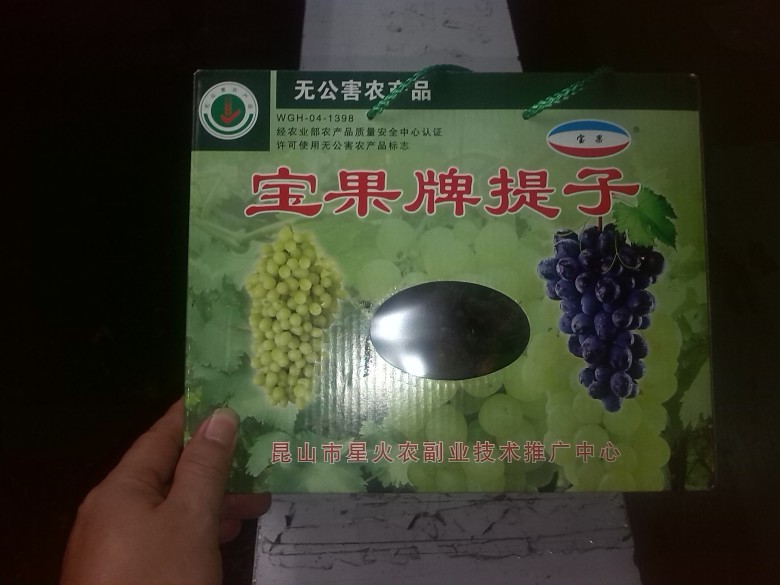 无公害农产品
WGH-04-1398
经农业部农产品质量安全中心认证
许可使用无公害农产品标志
宝果
宝果牌提子
昆山市星火农副业技术推广中心